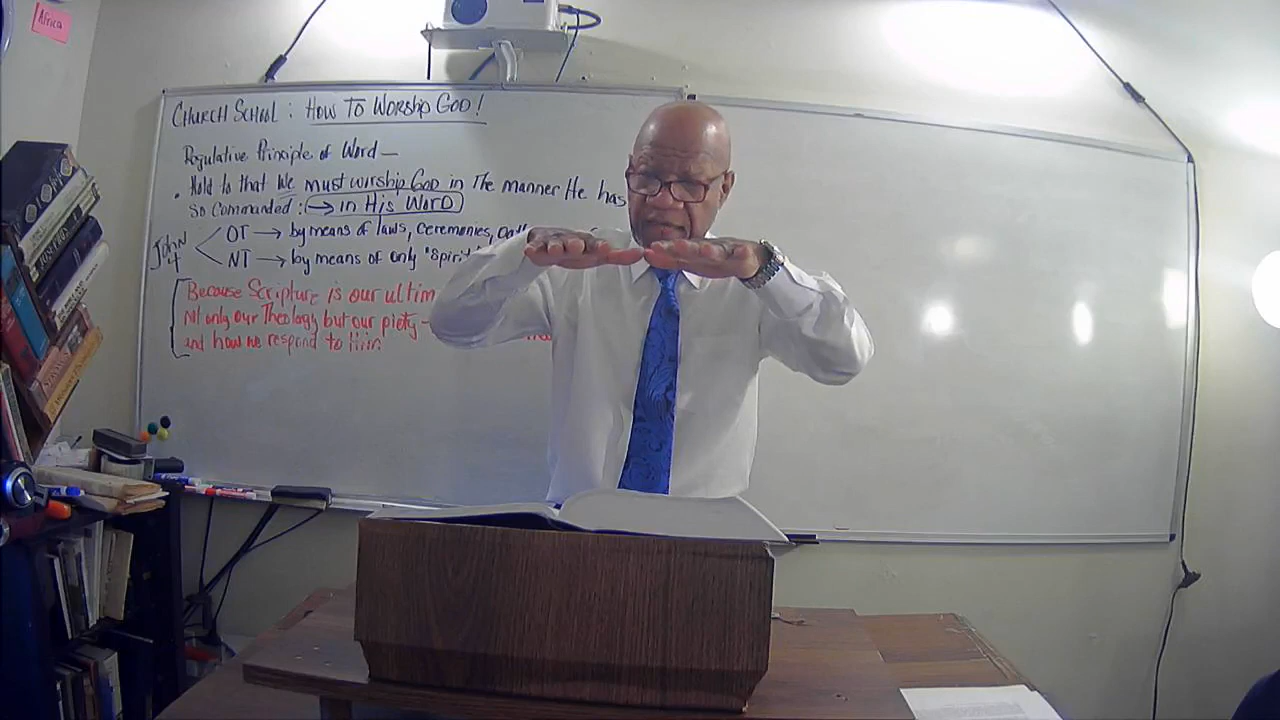 Africa
CHURCH SCHOOL: HOW TO WORSHIP GOD!
Regulative Principle of Word—
• Hold to that We must worship God in The manner He has
so Commanded: → in His WORD
John 4
OT → by means of laws, ceremonies,
NT → by means of only "Spirit
Because Scripture is our ultim
Nt only our Theology but our piety -
and how we respond to Him